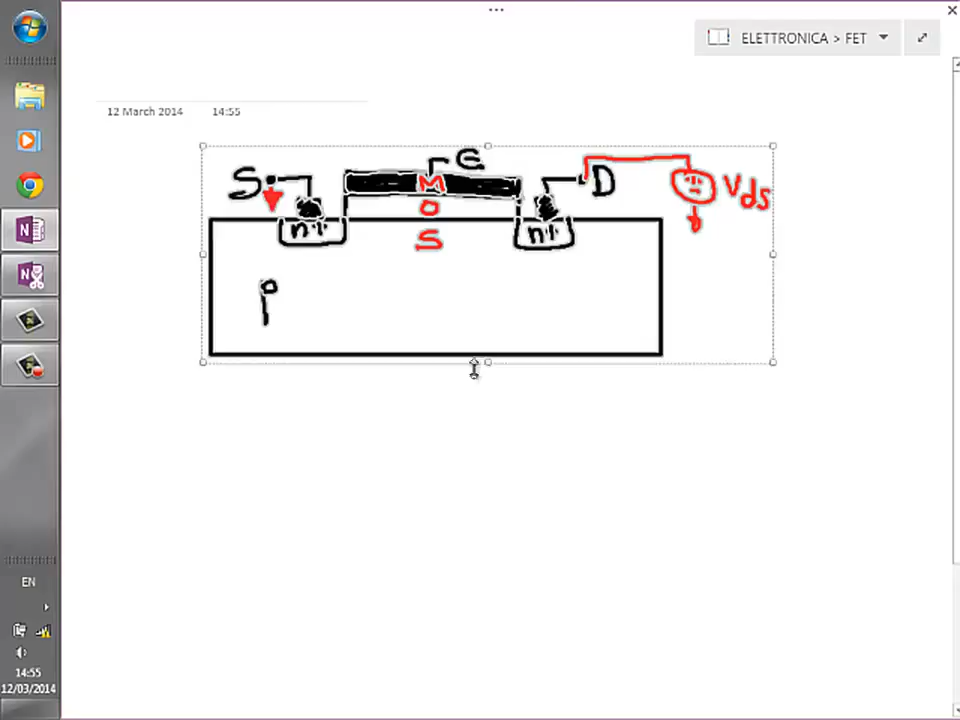 ELETTRONICA > FET
12 March 2014 14:55
S G D Vds
M
O
S
n+ n+
P
EN
14:55
12/03/2014